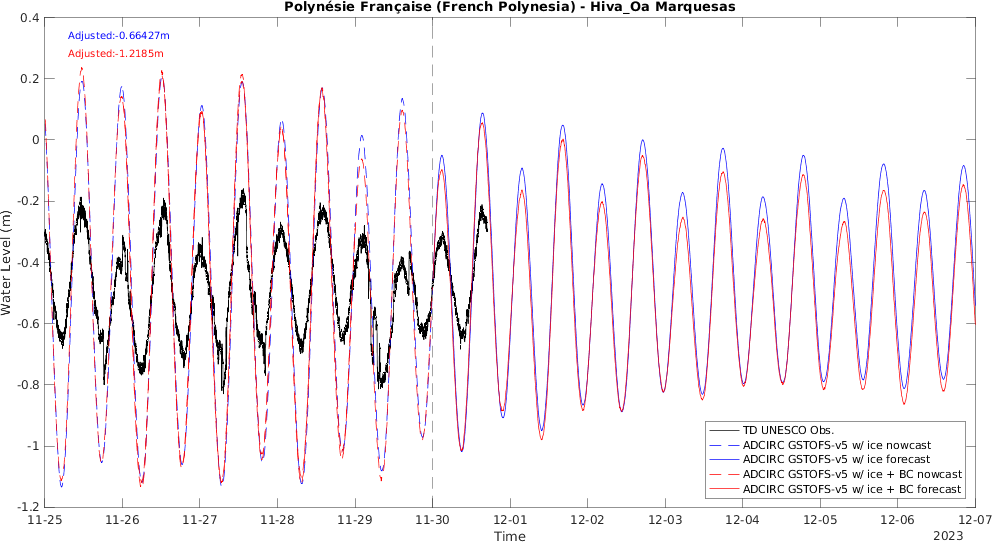 Polynésie Française (French Polynesia) - Hiva_Oa Marquesas
Adjusted:-0.66427m
Adjusted:-1.2185m
0.4
0.2
0
-0.2
-0.4
-0.6
-0.8
-1
-1.2
Water Level (m)
TD UNESCO Obs.
ADCIRC GSTOFS-v5 w/ ice nowcast
ADCIRC GSTOFS-v5 w/ ice forecast
ADCIRC GSTOFS-v5 w/ ice + BC nowcast
ADCIRC GSTOFS-v5 w/ ice + BC forecast
11-25 11-26 11-27 11-28 11-29 11-30 12-01 12-02 12-03 12-04 12-05 12-06 12-07
Time
2023